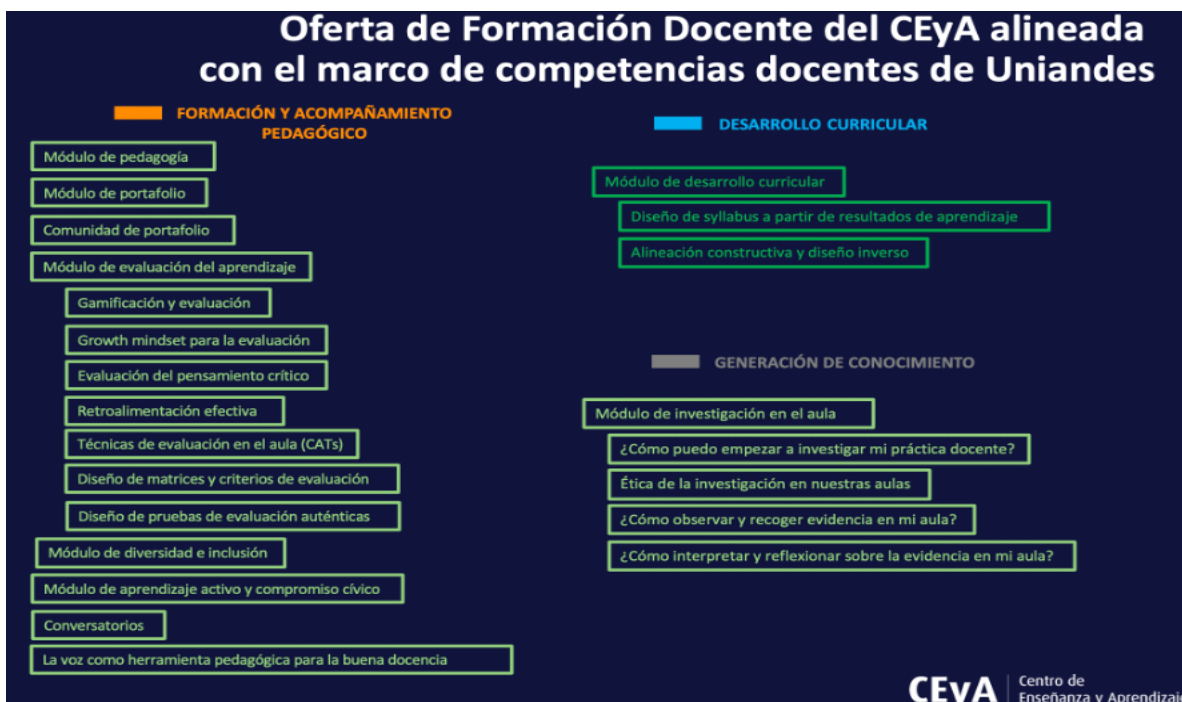 Oferta de Formación Docente del CEyA alineada
con el marco de competencias docentes de Uniandes
FORMACIÓN Y ACOMPAÑAMIENTO
PEDAGÓGICO
Módulo de pedagogía
Módulo de portafolio
Comunidad de portafolio
Módulo de evaluación del aprendizaje
Gamificación y evaluación
Growth mindset para la evaluación
Evaluación del pensamiento crítico
Retroalimentación efectiva
Técnicas de evaluación en el aula (CATs)
Diseño de matrices y criterios de evaluación
Diseño de pruebas de evaluación auténticas
Módulo de diversidad e inclusión
Módulo de aprendizaje activo y compromiso cívico
Conversatorios
La voz como herramienta pedagógica para la buena docencia
DESARROLLO CURRICULAR
Módulo de desarrollo curricular
Diseño de syllabus a partir de resultados de aprendizaje
Alineación constructiva y diseño inverso
GENERACIÓN DE CONOCIMIENTO
Módulo de investigación en el aula
¿Cómo puedo empezar a investigar mi práctica docente?
Ética de la investigación en nuestras aulas
¿Cómo observar y recoger evidencia en mi aula?
¿Cómo interpretar y reflexionar sobre la evidencia en mi aula?
CEyA
Centro de
Enseñanza y Aprendizaje